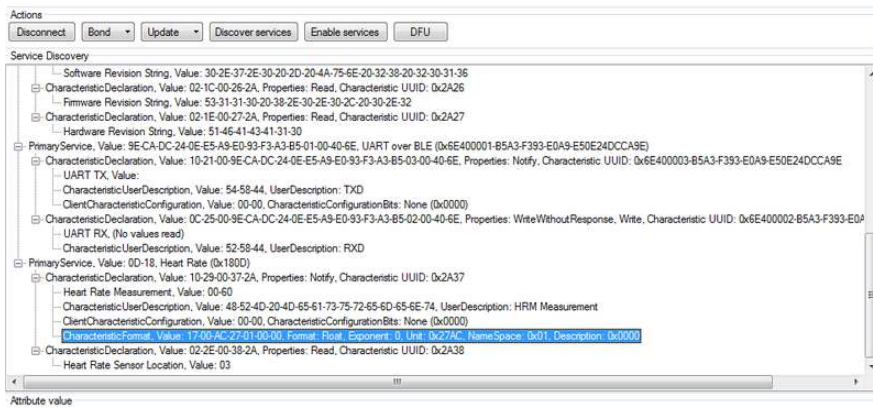 Actions
Disconnect Bond Update Discover services Enable services DFU
Service Discovery
Software Revision String, Value: 30-2E-37-2E-30-20-2D-20-4A-75-6E-20-32-38-20-32-30-31-36
CharacteristicDeclaration, Value: 02-1C-00-26-2A, Properties: Read, Characteristic UUID: 0x2A26
Firmware Revision String, Value: 53-31-31-30-20-38-2E-30-2E-30-2C-20-30-2E-32
CharacteristicDeclaration, Value: 02-1E-00-27-2A, Properties: Read, Characteristic UUID: 0x2A27
Hardware Revision String, Value: 51-46-41-43-41-31-30
PrimaryService, Value: 9E-CA-DC-24-0E-E5-A9-E0-93-F3-A3-B5-01-00-40-6E, UART over BLE (0x6E400001-B5A3-F393-E0A9-E50E24DCCA9E)
CharacteristicDeclaration, Value: 10-21-00-9E-CA-DC-24-0E-E5-A9-E0-93-F3-A3-B5-03-00-40-6E, Properties: Notify, Characteristic UUID: 0x6E400003-B5A3-F393-E0A9-E50E24DCCA9E
UART TX, Value:
CharacteristicUserDescription, Value: 54-58-44, UserDescription: TXD
ClientCharacteristicConfiguration, Value: 00-00, CharacteristicConfigurationBits: None (0x0000)
CharacteristicDeclaration, Value: 0C-25-00-9E-CA-DC-24-0E-E5-A9-E0-93-F3-A3-B5-02-00-40-6E, Properties: WriteWithoutResponse, Write, Characteristic UUID: 0x6E400002-B5A3-F393-E0A
UART RX, (No values read)
CharacteristicUserDescription, Value: 52-58-44, UserDescription: RXD
PrimaryService, Value: 0D-18, Heart Rate (0x180D)
CharacteristicDeclaration, Value: 10-29-00-37-2A, Properties: Notify, Characteristic UUID: 0x2A37
Heart Rate Measurement, Value: 00-60
CharacteristicUserDescription, Value: 48-52-4D-20-4D-65-61-73-75-72-65-6D-65-6E-74, UserDescription: HRM Measurement
ClientCharacteristicConfiguration, Value: 00-00, CharacteristicConfigurationBits: None (0x0000)
CharacteristicFormat, Value: 17-00-AC-27-01-00-00, Format: Float, Exponent: 0, Unit: 0x27AC, NameSpace: 0x01, Description: 0x0000
CharacteristicDeclaration, Value: 02-2E-00-38-2A, Properties: Read, Characteristic UUID: 0x2A38
Heart Rate Sensor Location, Value: 03
Attribute value